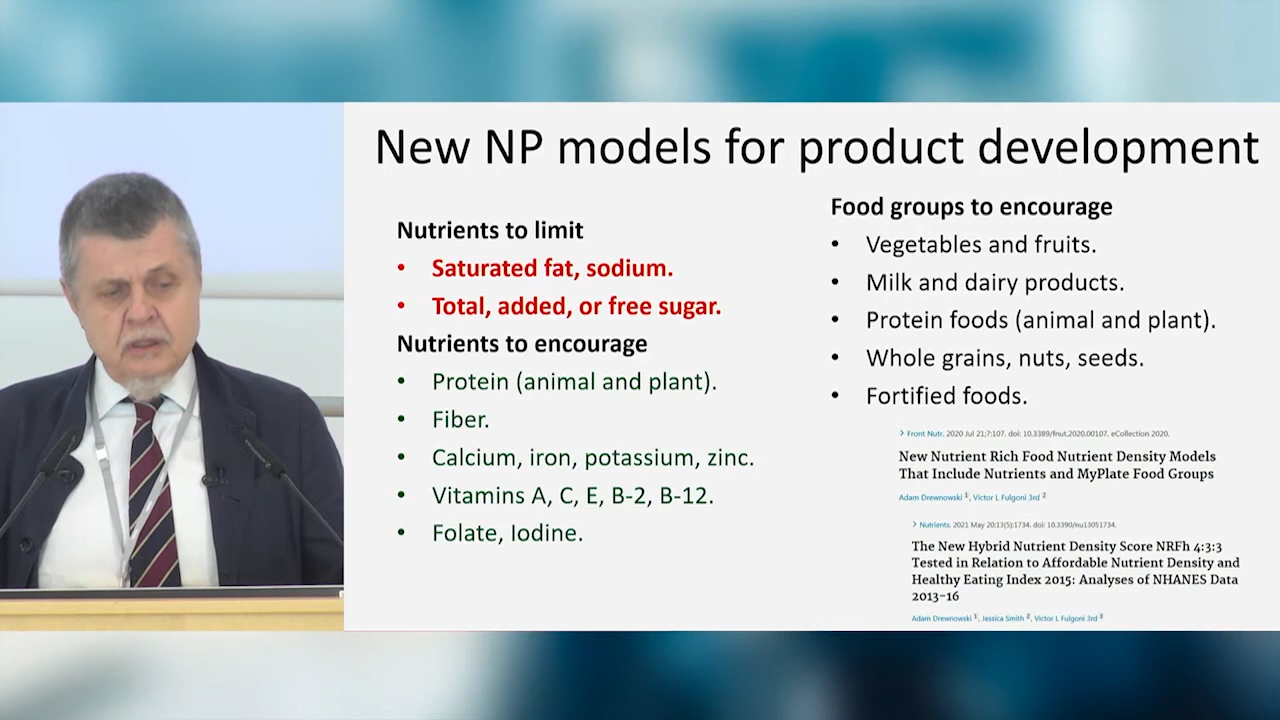 New NP models for product development
Nutrients to limit
• Saturated fat, sodium.
• Total, added, or free sugar.
Nutrients to encourage
• Protein (animal and plant).
• Fiber.
• Calcium, iron, potassium, zinc.
• Vitamins A, C, E, B-2, B-12.
• Folate, Iodine.
Food groups to encourage
• Vegetables and fruits.
• Milk and dairy products.
• Protein foods (animal and plant).
• Whole grains, nuts, seeds.
• Fortified foods.
> Front Nutr. 2020 Jul 21;7:107. doi: 10.3389/fnut.2020.00107. eCollection 2020.
New Nutrient Rich Food Nutrient Density Models
That Include Nutrients and MyPlate Food Groups
Adam Drewnowski 1, Victor L Fulgoni 3rd 2
> Nutrients. 2021 May 20;13(5):1734. doi: 10.3390/nu13051734.
The New Hybrid Nutrient Density Score NRFh 4:3:3
Tested in Relation to Affordable Nutrient Density and
Healthy Eating Index 2015: Analyses of NHANES Data
2013-16
Adam Drewnowski 1, Jessica Smith 2, Victor L Fulgoni 3rd 3